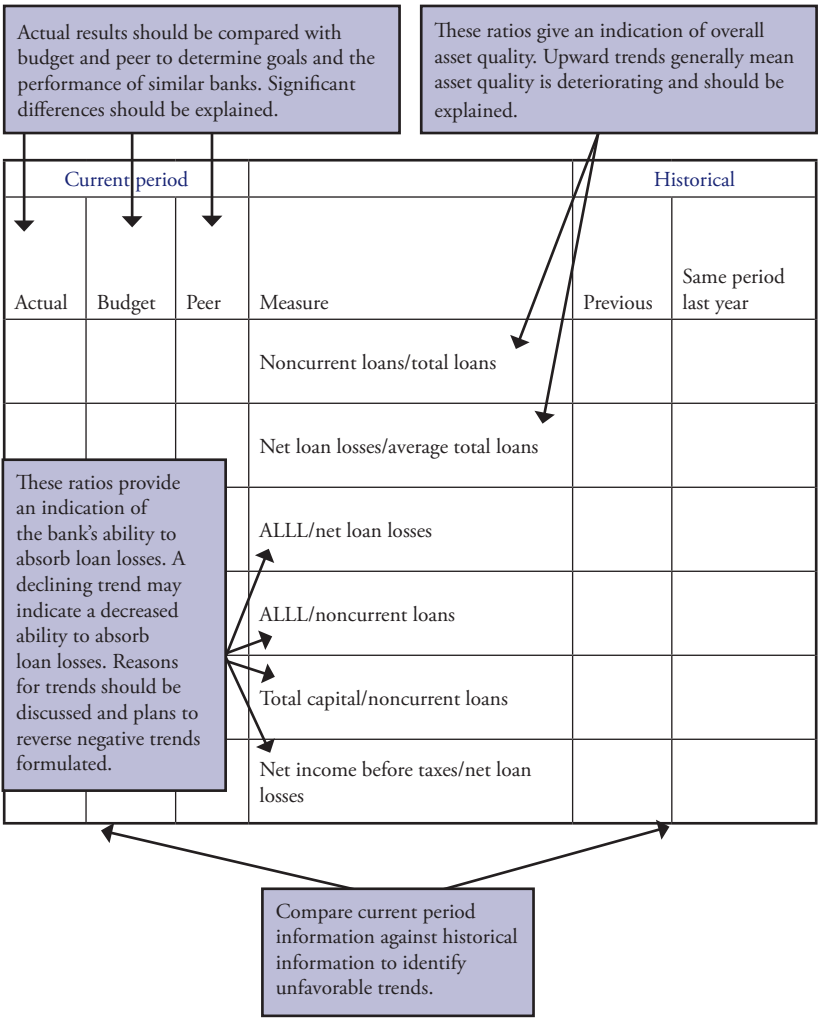 Actual results should be compared with
budget and peer to determine goals and the
performance of similar banks. Significant
differences should be explained.
These ratios give an indication of overall
asset quality. Upward trends generally mean
asset quality is deteriorating and should be
explained.
Current period
Historical
Actual
Budget
Peer
Measure
Previous
Same period
last year
Noncurrent loans/total loans
Net loan losses/average total loans
These ratios provide
an indication of
the bank’s ability to
absorb loan losses. A
declining trend may
indicate a decreased
ability to absorb
loan losses. Reasons
for trends should be
discussed and plans to
reverse negative trends
formulated.
ALLL/net loan losses
ALLL/noncurrent loans
Total capital/noncurrent loans
Net income before taxes/net loan
losses
Compare current period
information against historical
information to identify
unfavorable trends.